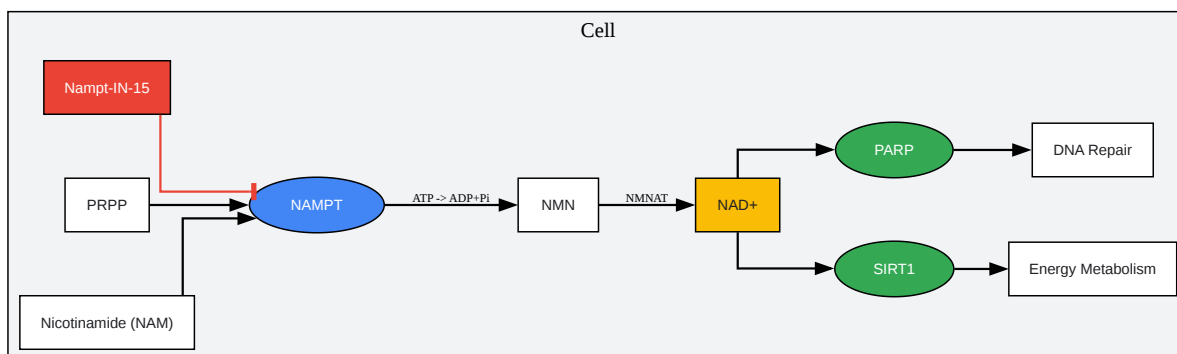 Cell
Nampt-IN-15
PRPP
NAMPT
ATP -> ADP+Pi
NMN
NMNAT
NAD+
PARP
DNA Repair
SIRT1
Energy Metabolism
Nicotinamide (NAM)